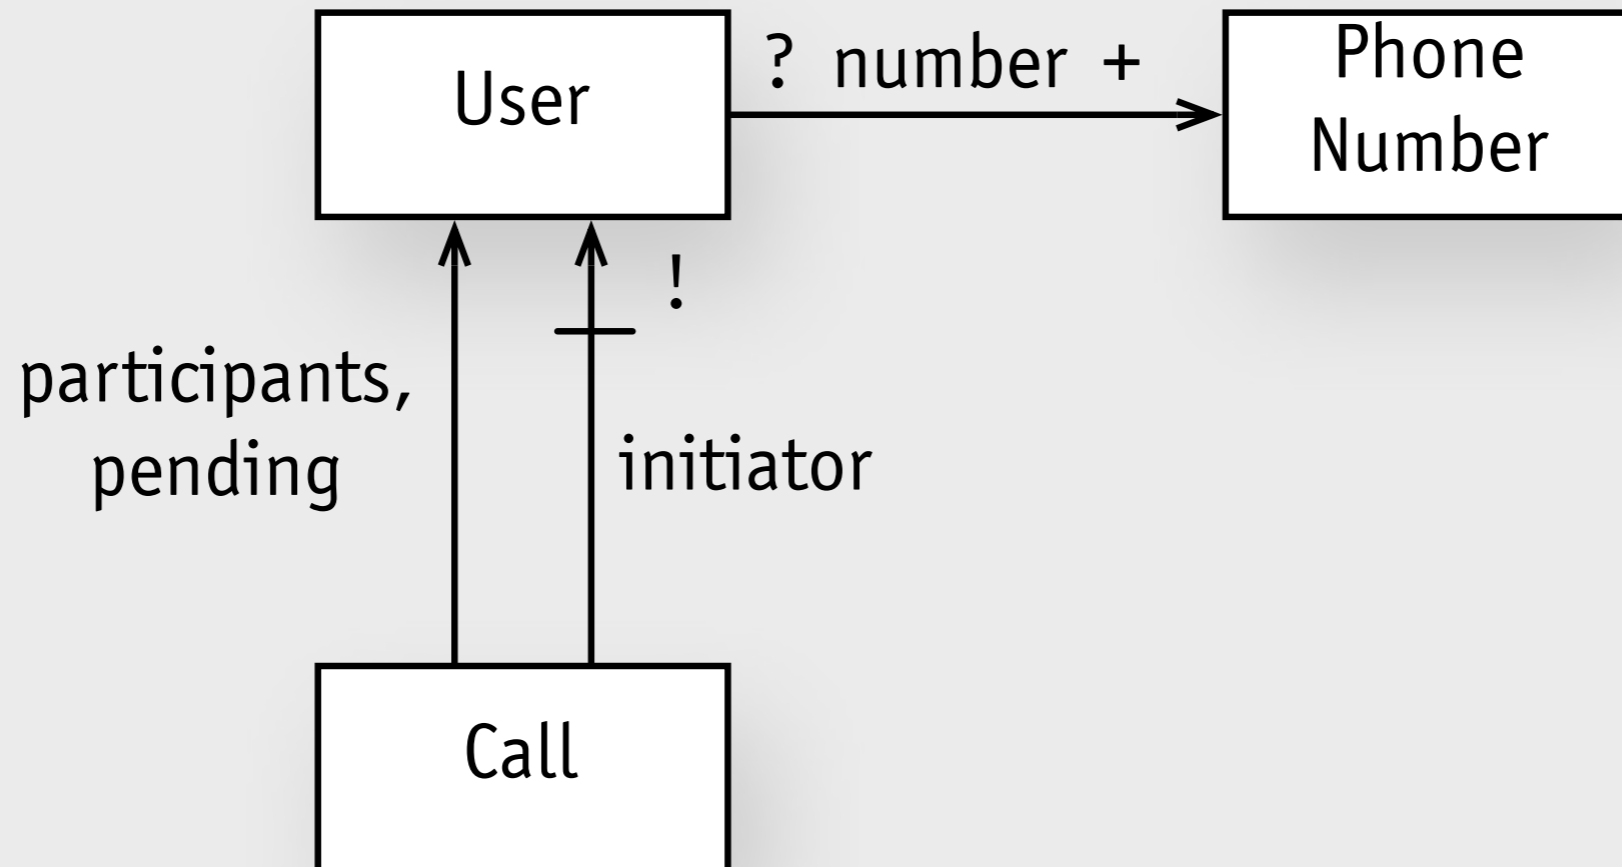 User
? number +
Phone
Number
!
participants,
pending
initiator
Call